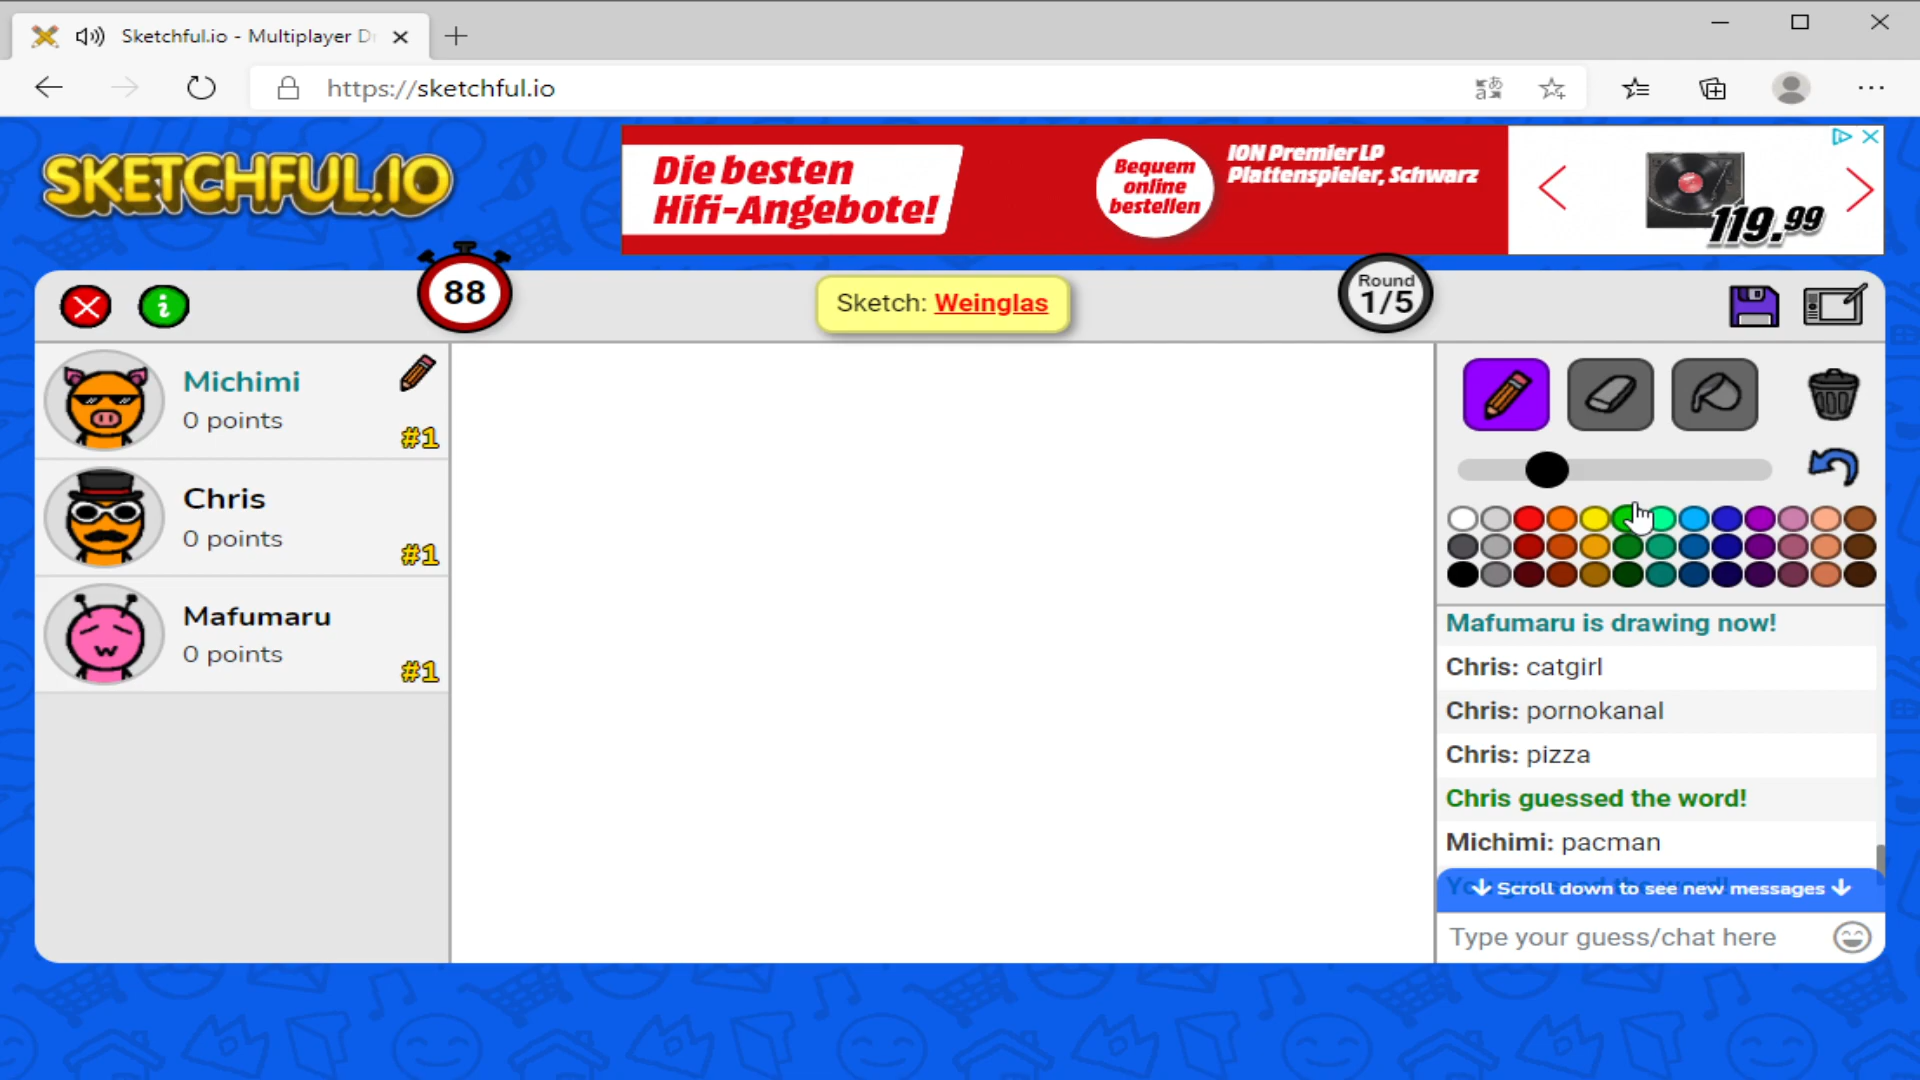 Sketchful.io - Multiplayer D
https://sketchful.io
SKETCHFUL.IO
Die besten
Hifi-Angebote!
Bequem
online
bestellen
ION Premier LP
Plattenspieler, Schwarz
119.99
88
Sketch: Weinglas
Round
1/5
Michimi
0 points
#1
Chris
0 points
#1
Mafumaru
0 points
#1
Mafumaru is drawing now!
Chris: catgirl
Chris: pornokanal
Chris: pizza
Chris guessed the word!
Michimi: pacman
↓ Scroll down to see new messages ↓
Type your guess/chat here